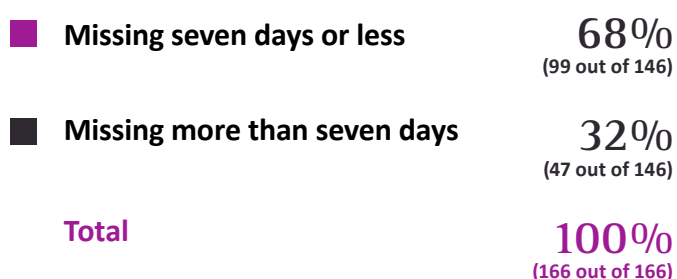 Missing seven days or less 68%
(99 out of 146)
Missing more than seven days 32%
(47 out of 146)
Total 100%
(166 out of 166)